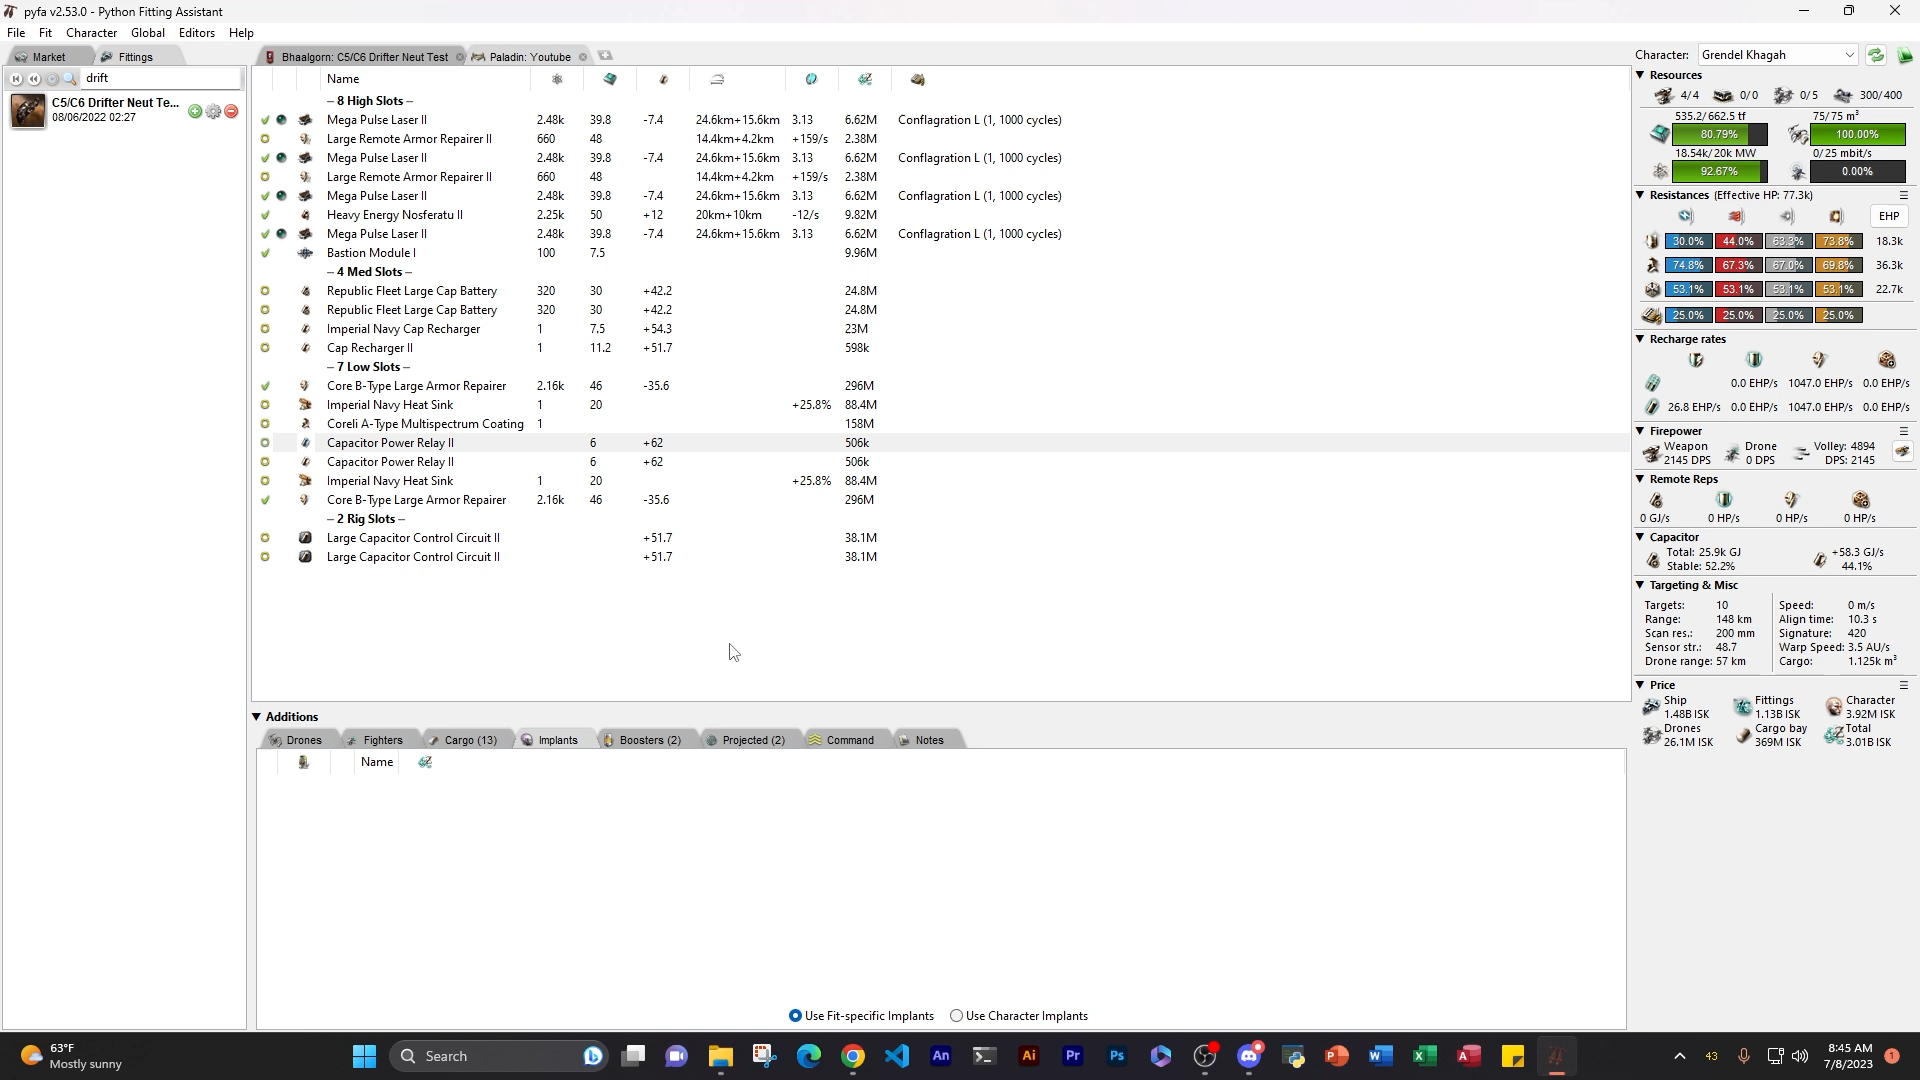 pyfa v2.53.0 - Python Fitting Assistant
File Fit Character Global Editors Help
Market Fittings Bhaalgorn: C5/C6 Drifter Neut Test Paladin: Youtube Character: Grendel Khagah
drift
C5/C6 Drifter Neut Te...
08/06/2022 02:27
Name
– 8 High Slots –
Mega Pulse Laser II 2.48k 39.8 -7.4 24.6km+15.6km 3.13 6.62M Conflagration L (1, 1000 cycles)
Large Remote Armor Repairer II 660 48 14.4km+4.2km +159/s 2.38M
Mega Pulse Laser II 2.48k 39.8 -7.4 24.6km+15.6km 3.13 6.62M Conflagration L (1, 1000 cycles)
Large Remote Armor Repairer II 660 48 14.4km+4.2km +159/s 2.38M
Mega Pulse Laser II 2.48k 39.8 -7.4 24.6km+15.6km 3.13 6.62M Conflagration L (1, 1000 cycles)
Heavy Energy Nosferatu II 2.25k 50 +12 20km+10km -12/s 9.82M
Mega Pulse Laser II 2.48k 39.8 -7.4 24.6km+15.6km 3.13 6.62M Conflagration L (1, 1000 cycles)
Bastion Module I 100 7.5 9.96M
– 4 Med Slots –
Republic Fleet Large Cap Battery 320 30 +42.2 24.8M
Republic Fleet Large Cap Battery 320 30 +42.2 24.8M
Imperial Navy Cap Recharger 1 7.5 +54.3 23M
Cap Recharger II 1 11.2 +51.7 598k
– 7 Low Slots –
Core B-Type Large Armor Repairer 2.16k 46 -35.6 296M
Imperial Navy Heat Sink 1 20 +25.8% 88.4M
Coreli A-Type Multispectrum Coating 1 158M
Capacitor Power Relay II 6 +62 506k
Capacitor Power Relay II 6 +62 506k
Imperial Navy Heat Sink 1 20 +25.8% 88.4M
Core B-Type Large Armor Repairer 2.16k 46 -35.6 296M
– 2 Rig Slots –
Large Capacitor Control Circuit II +51.7 38.1M
Large Capacitor Control Circuit II +51.7 38.1M
Resources
4/4 0/0 0/5 300/400
535.2/662.5 tf 75/75 m³
80.79% 100.00%
18.54k/20k MW 0/25 mbit/s
92.67% 0.00%
Resistances (Effective HP: 77.3k)
EHP
30.0% 44.0% 63.3% 73.8% 18.3k
74.8% 67.3% 67.0% 69.8% 36.3k
53.1% 53.1% 53.1% 53.1% 22.7k
25.0% 25.0% 25.0% 25.0%
Recharge rates
0.0 EHP/s 1047.0 EHP/s 0.0 EHP/s
26.8 EHP/s 0.0 EHP/s 1047.0 EHP/s 0.0 EHP/s
Firepower
Weapon Drone Volley: 4894
2145 DPS 0 DPS DPS: 2145
Remote Reps
0 GJ/s 0 HP/s 0 HP/s 0 HP/s
Capacitor
Total: 25.9k GJ +58.3 GJ/s
Stable: 52.2% 44.1%
Targeting & Misc
Targets: 10 Speed: 0 m/s
Range: 148 km Align time: 10.3 s
Scan res.: 200 mm Signature: 420
Sensor str.: 48.7 Warp Speed: 3.5 AU/s
Drone range: 57 km Cargo: 1.125k m³
Price
Ship Fittings Character
1.48B ISK 1.13B ISK 3.92M ISK
Drones Cargo bay Total
26.1M ISK 369M ISK 3.01B ISK
Additions
Drones Fighters Cargo (13) Implants Boosters (2) Projected (2) Command Notes
Name
Use Fit-specific Implants Use Character Implants
63°F
Mostly sunny
Search
An Ai Pr Ps
43
8:45 AM
7/8/2023
1